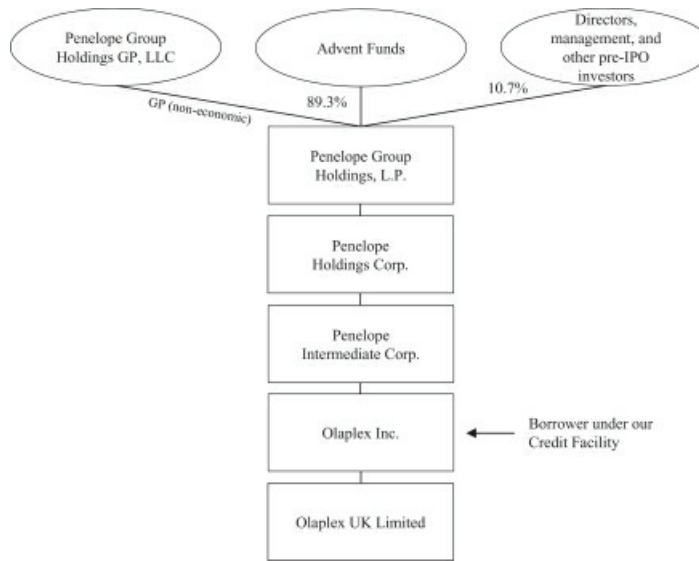 Penelope Group
Holdings GP, LLC
Advent Funds
Directors,
management, and
other pre-IPO
investors
GP (non-economic)
89.3%
10.7%
Penelope Group
Holdings, L.P.
Penelope
Holdings Corp.
Penelope
Intermediate Corp.
Olaplex Inc.
Borrower under our
Credit Facility
Olaplex UK Limited